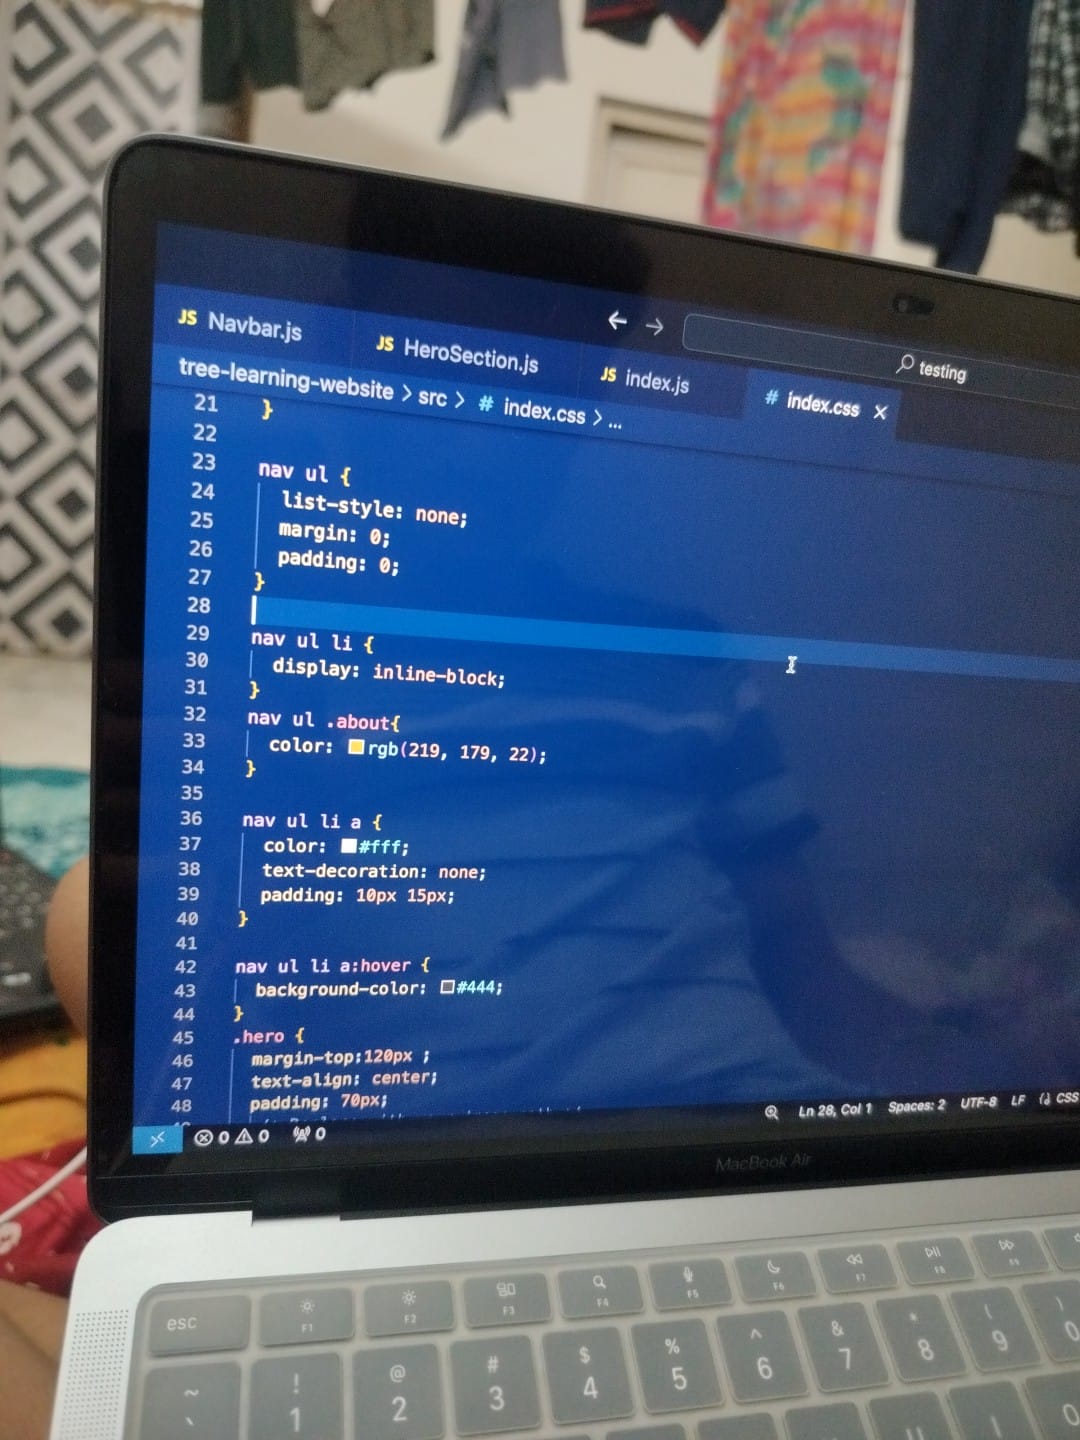 testing
JS Navbar.js JS HeroSection.js JS index.js # index.css ×
tree-learning-website > src > # index.css > ...
21 }
22
23 nav ul {
24 list-style: none;
25 margin: 0;
26 padding: 0;
27 }
28
29 nav ul li {
30 display: inline-block;
31 }
32 nav ul .about{
33 color: rgb(219, 179, 22);
34 }
35
36 nav ul li a {
37 color: #fff;
38 text-decoration: none;
39 padding: 10px 15px;
40 }
41
42 nav ul li a:hover {
43 background-color: #444;
44 }
45 .hero {
46 margin-top:120px ;
47 text-align: center;
48 padding: 70px;
0 0 0 Ln 28, Col 1 Spaces: 2 UTF-8 LF CSS
MacBook Air
esc F1 F2 F3 F4 F5 F6 F7 F8 F9
~ ! @ # $ % ^ & * ( )
` 1 2 3 4 5 6 7 8 9 0